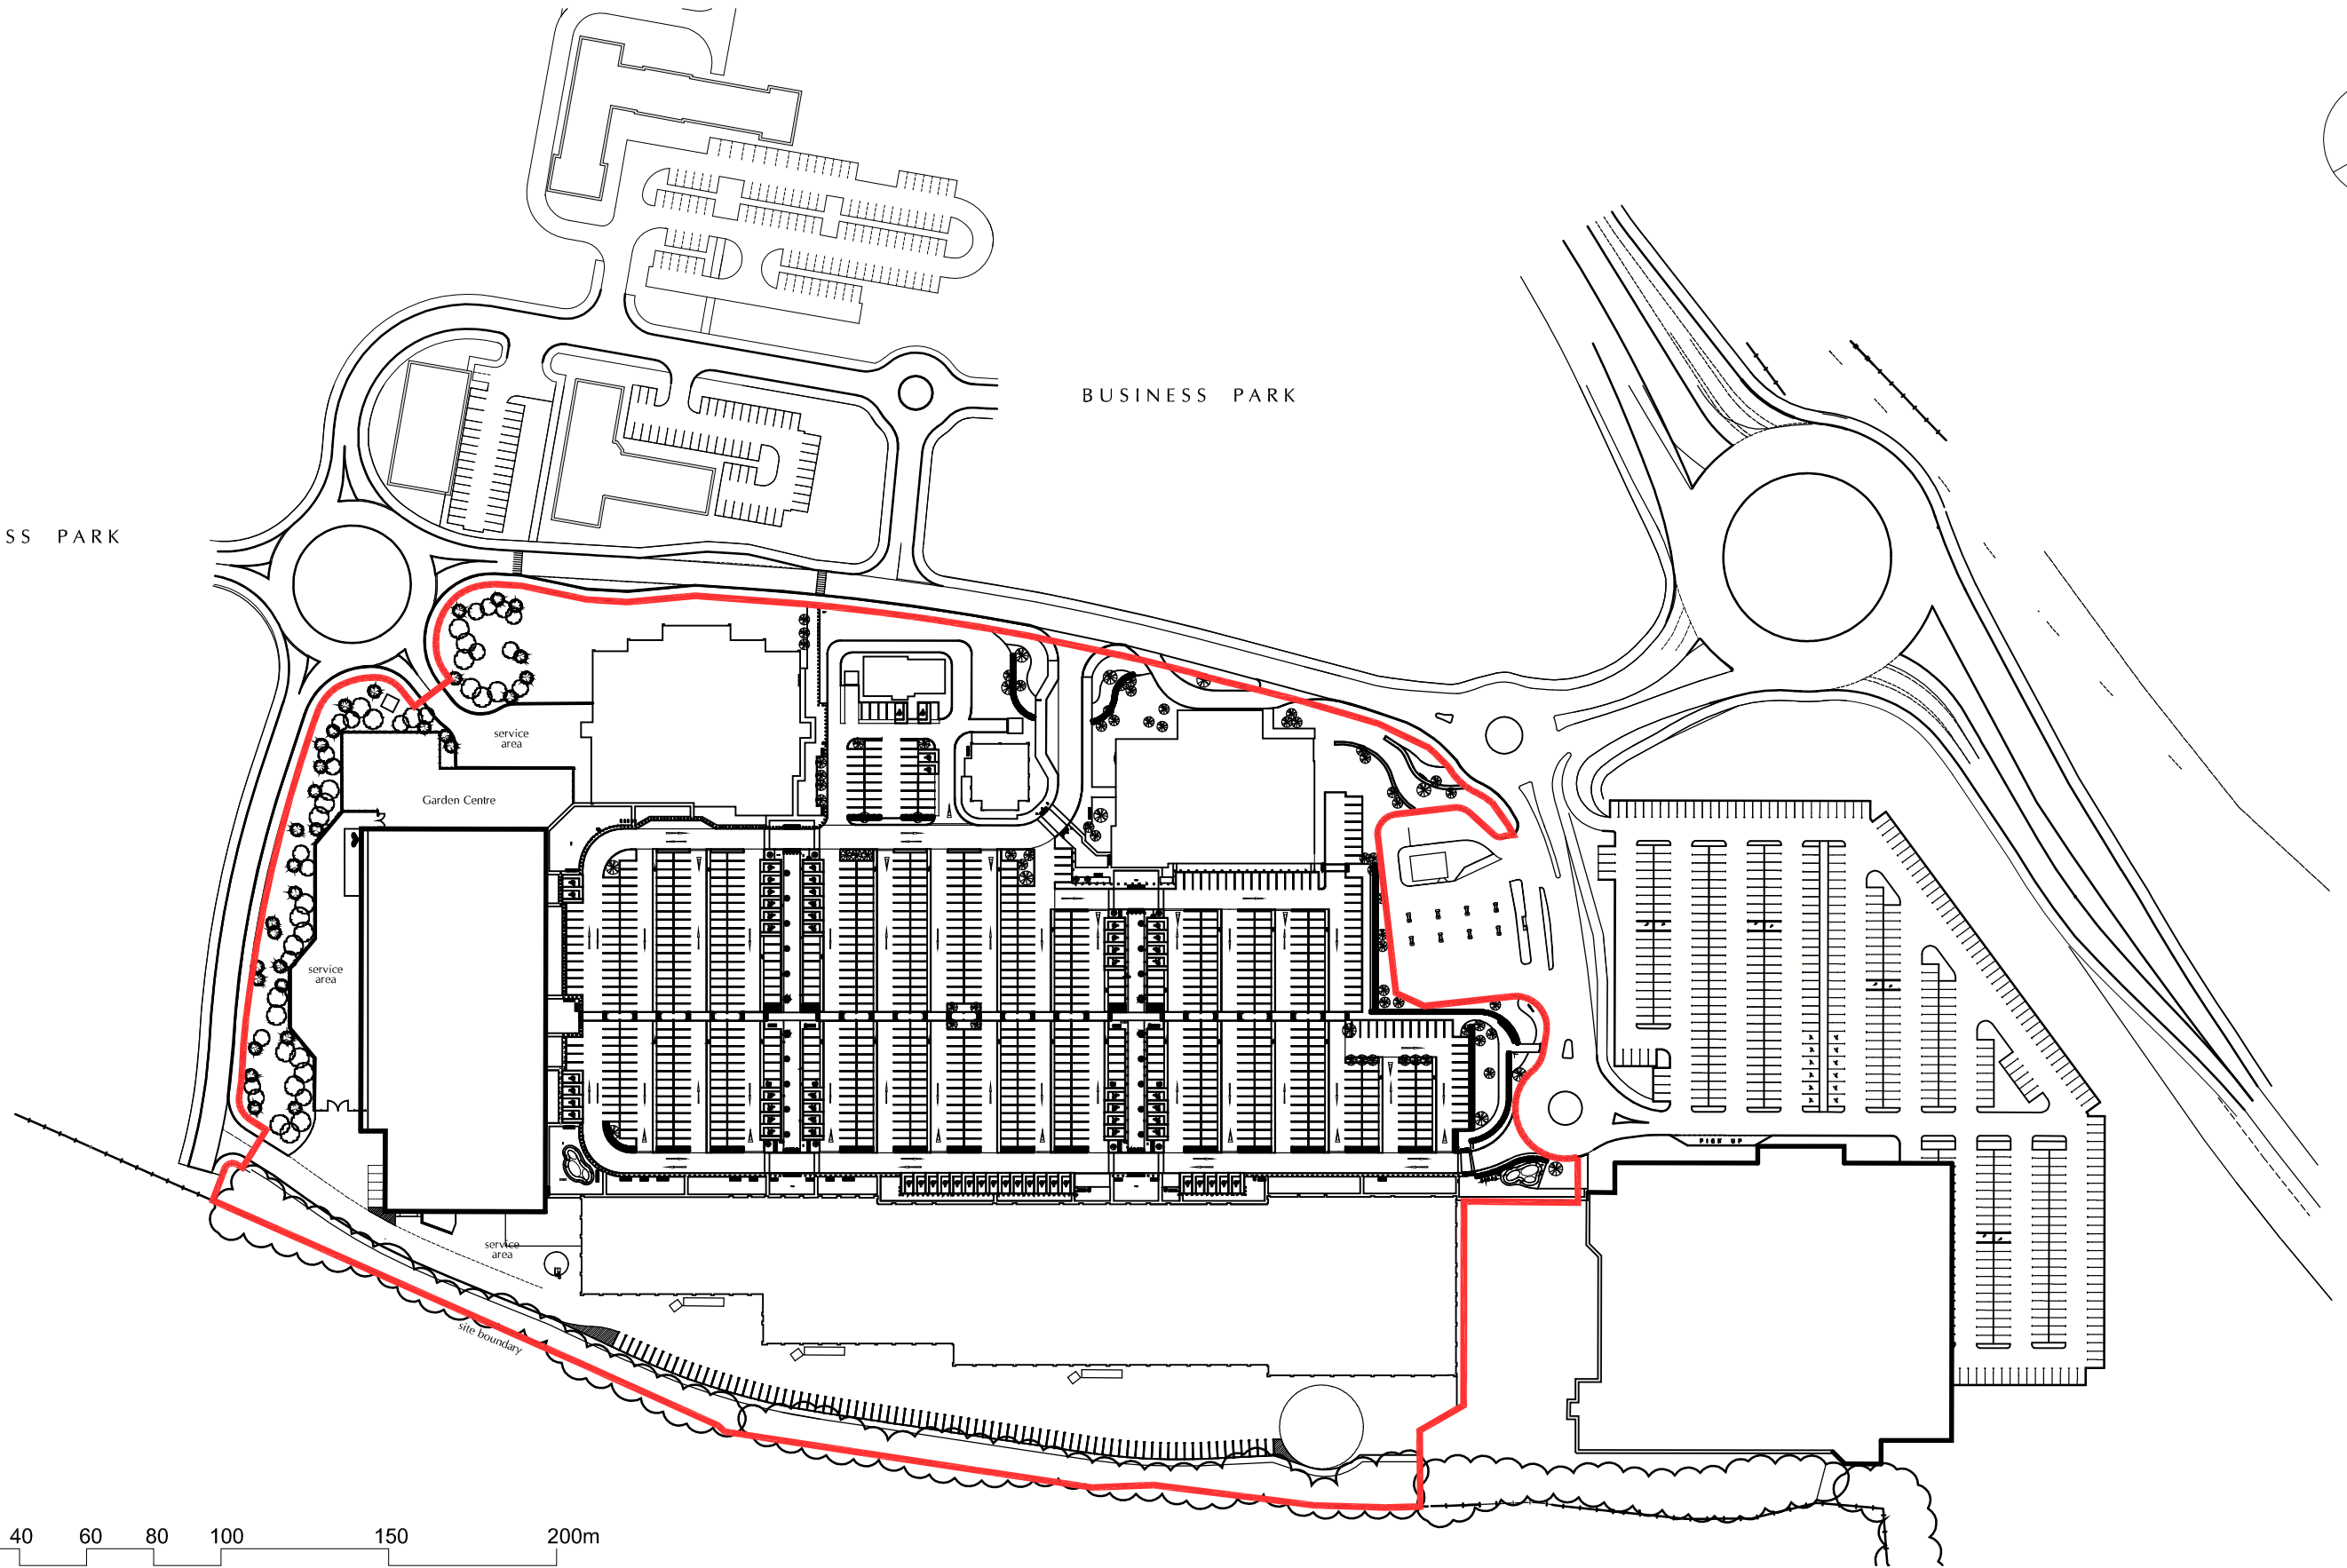 BUSINESS PARK
SS PARK
service
area
Garden Centre
service
area
PICK UP
service
area
site boundary
40 60 80 100 150 200m